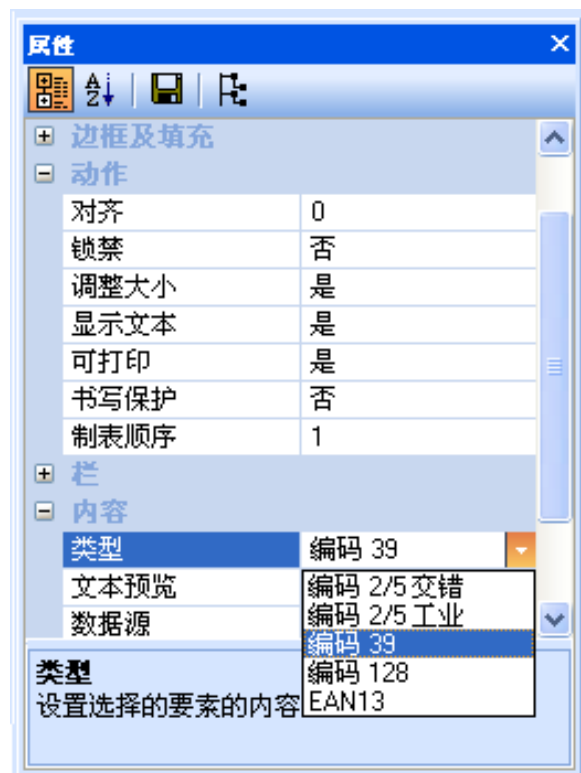 属性
边框及填充
动作
对齐 0
锁禁 否
调整大小 是
显示文本 是
可打印 是
书写保护 否
制表顺序 1
栏
内容
类型 编码 39
文本预览
数据源
编码 2/5 交错
编码 2/5 工业
编码 39
编码 128
EAN13
类型
设置选择的要素的内容